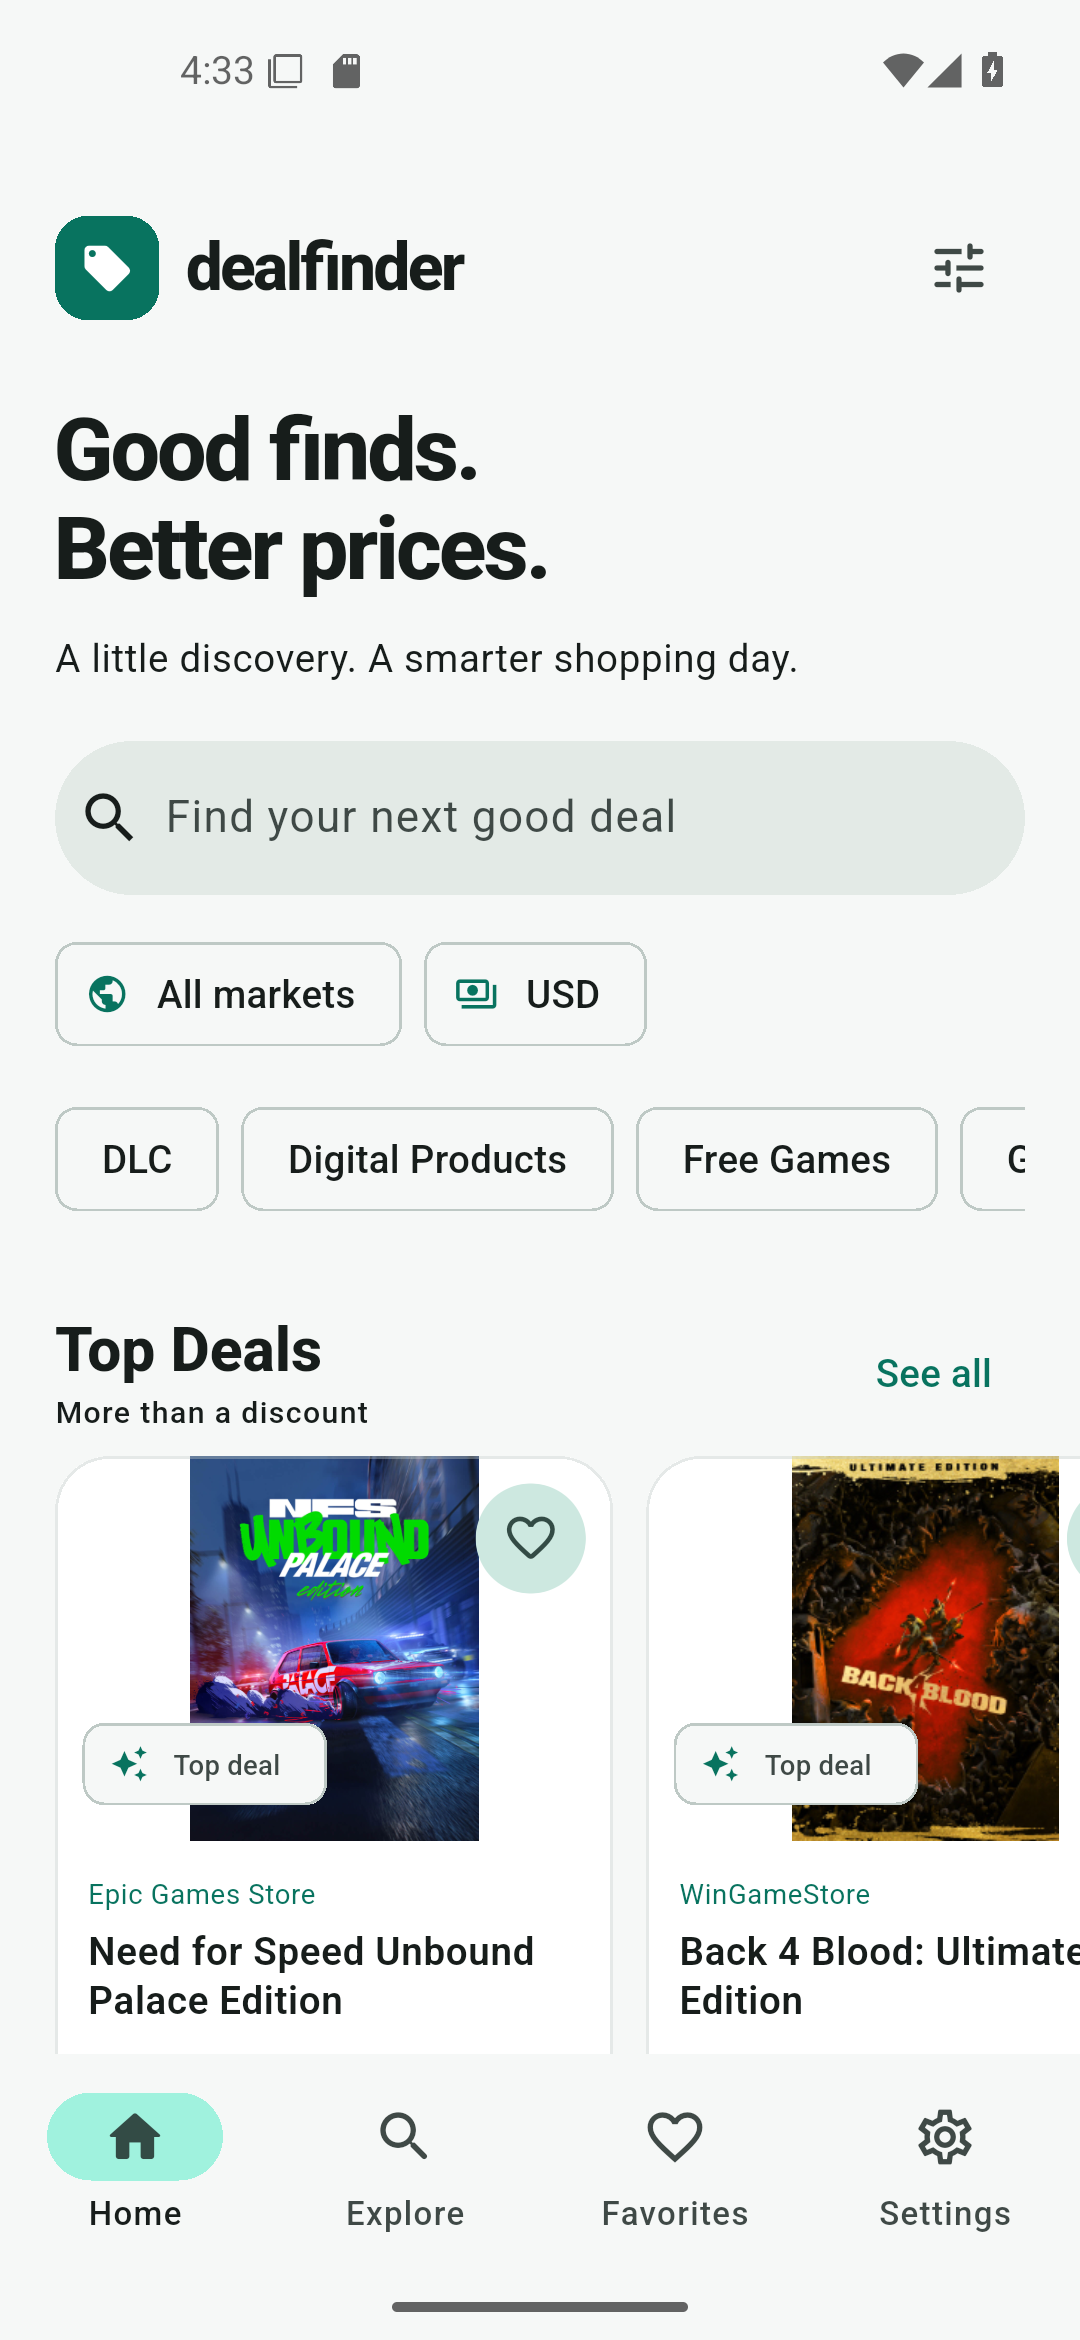 4:33
dealfinder
Good finds.
Better prices.
A little discovery. A smarter shopping day.
Find your next good deal
All markets
USD
DLC
Digital Products
Free Games
Top Deals
More than a discount
See all
NFS
UNBOUND
PALACE
edition
PALACE
Top deal
Epic Games Store
Need for Speed Unbound
Palace Edition
ULTIMATE EDITION
BACK 4 BLOOD
Top deal
WinGameStore
Back 4 Blood: Ultimate
Edition
Home
Explore
Favorites
Settings